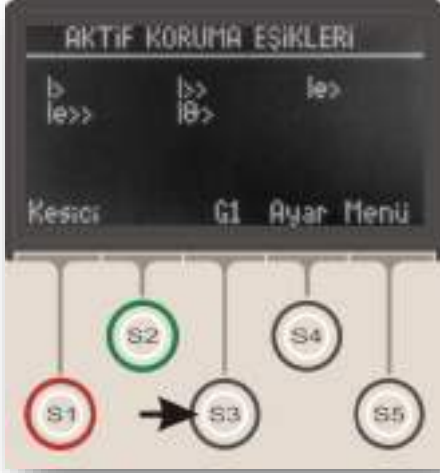 AKTİF KORUMA EŞİKLERİ
I> I>> Ie>
Ie>> Iθ>
Kesici G1 Ayar Menü
S2 S4
S1 S3 S5